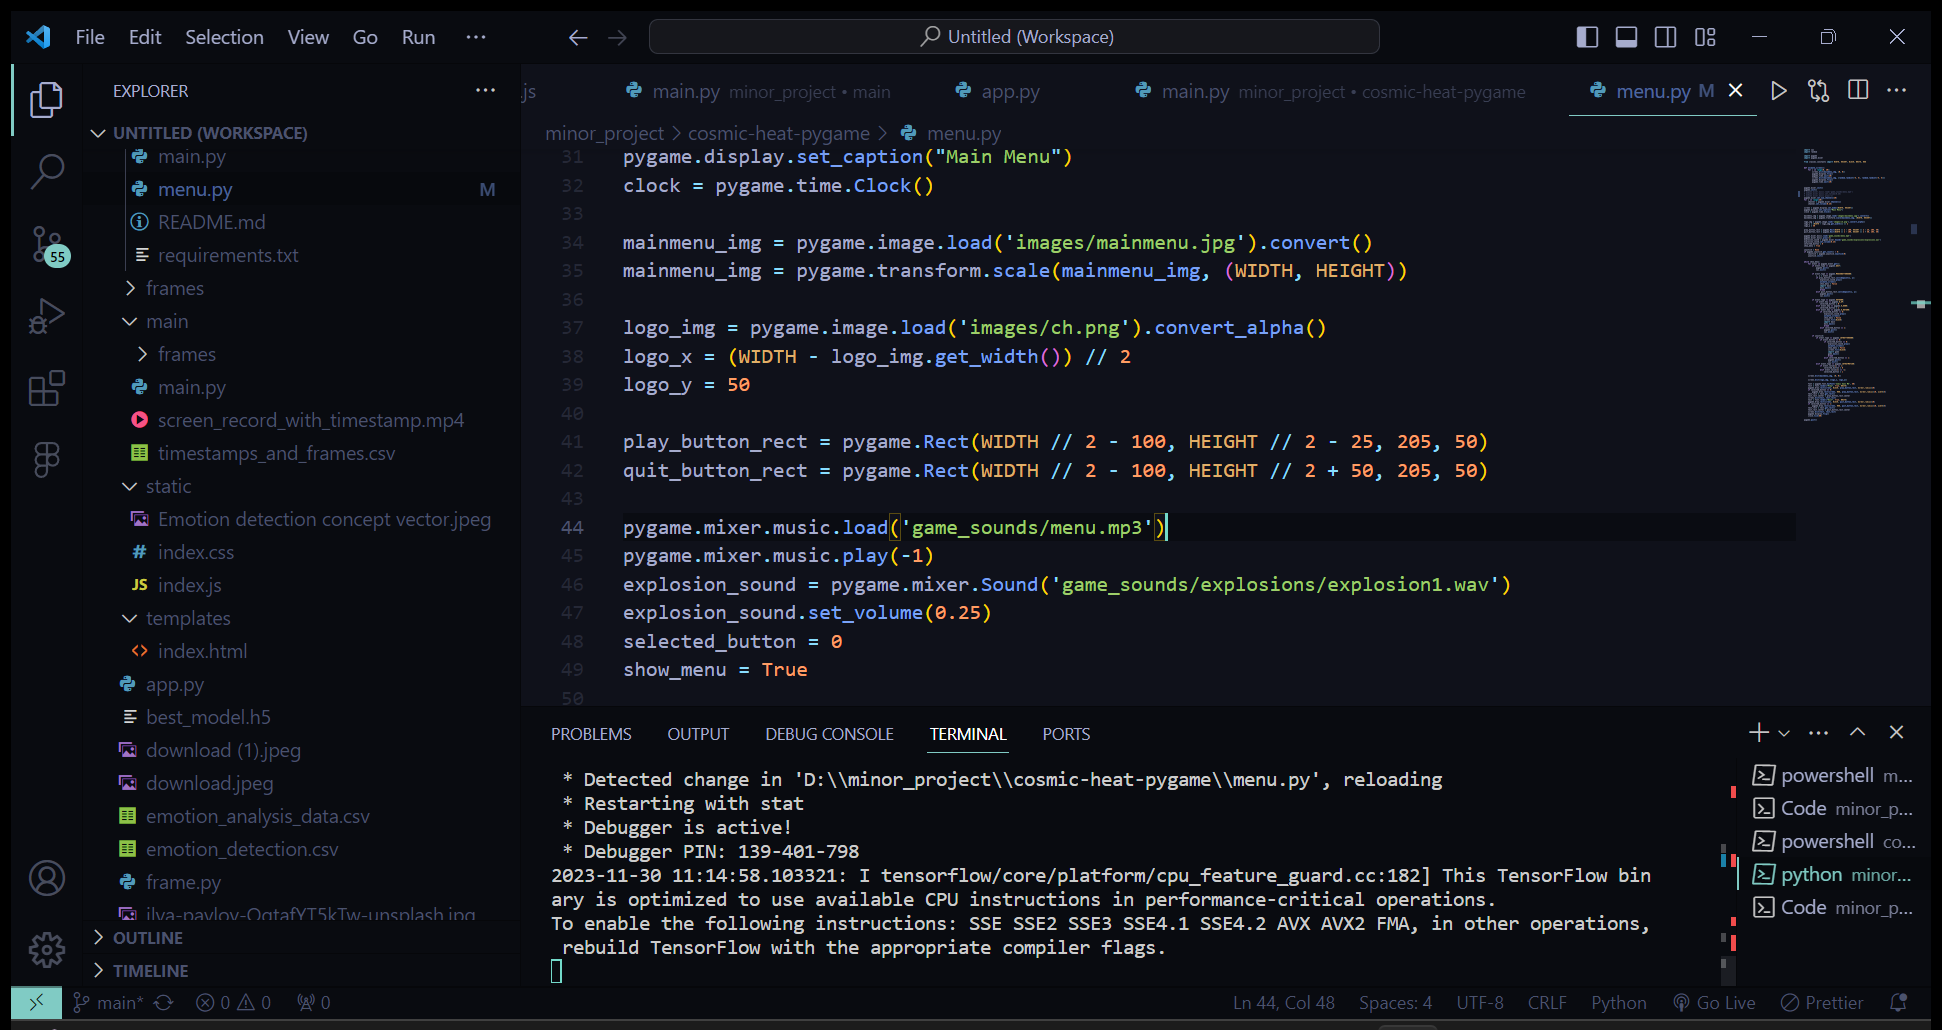 File Edit Selection View Go Run ···
Untitled (Workspace)
EXPLORER ···
UNTITLED (WORKSPACE)
main.py
menu.py M
README.md
requirements.txt
frames
main
frames
main.py
screen_record_with_timestamp.mp4
timestamps_and_frames.csv
static
Emotion detection concept vector.jpeg
index.css
index.js
templates
index.html
app.py
best_model.h5
download (1).jpeg
download.jpeg
emotion_analysis_data.csv
emotion_detection.csv
frame.py
ilya-pavlov-OqtafYT5kTw-unsplash.jpg
OUTLINE
TIMELINE
55
.js main.py minor_project • main app.py main.py minor_project • cosmic-heat-pygame menu.py M
minor_project > cosmic-heat-pygame > menu.py
31 pygame.display.set_caption("Main Menu")
32 clock = pygame.time.Clock()
33
34 mainmenu_img = pygame.image.load('images/mainmenu.jpg').convert()
35 mainmenu_img = pygame.transform.scale(mainmenu_img, (WIDTH, HEIGHT))
36
37 logo_img = pygame.image.load('images/ch.png').convert_alpha()
38 logo_x = (WIDTH - logo_img.get_width()) // 2
39 logo_y = 50
40
41 play_button_rect = pygame.Rect(WIDTH // 2 - 100, HEIGHT // 2 - 25, 205, 50)
42 quit_button_rect = pygame.Rect(WIDTH // 2 - 100, HEIGHT // 2 + 50, 205, 50)
43
44 pygame.mixer.music.load('game_sounds/menu.mp3')
45 pygame.mixer.music.play(-1)
46 explosion_sound = pygame.mixer.Sound('game_sounds/explosions/explosion1.wav')
47 explosion_sound.set_volume(0.25)
48 selected_button = 0
49 show_menu = True
50
PROBLEMS OUTPUT DEBUG CONSOLE TERMINAL PORTS
* Detected change in 'D:\\minor_project\\cosmic-heat-pygame\\menu.py', reloading
* Restarting with stat
* Debugger is active!
* Debugger PIN: 139-401-798
2023-11-30 11:14:58.103321: I tensorflow/core/platform/cpu_feature_guard.cc:182] This TensorFlow bin
ary is optimized to use available CPU instructions in performance-critical operations.
To enable the following instructions: SSE SSE2 SSE3 SSE4.1 SSE4.2 AVX AVX2 FMA, in other operations,
rebuild TensorFlow with the appropriate compiler flags.
powershell m...
Code minor_p...
powershell co...
python minor...
Code minor_p...
main* 0 0 0 Ln 44, Col 48 Spaces: 4 UTF-8 CRLF Python Go Live Prettier